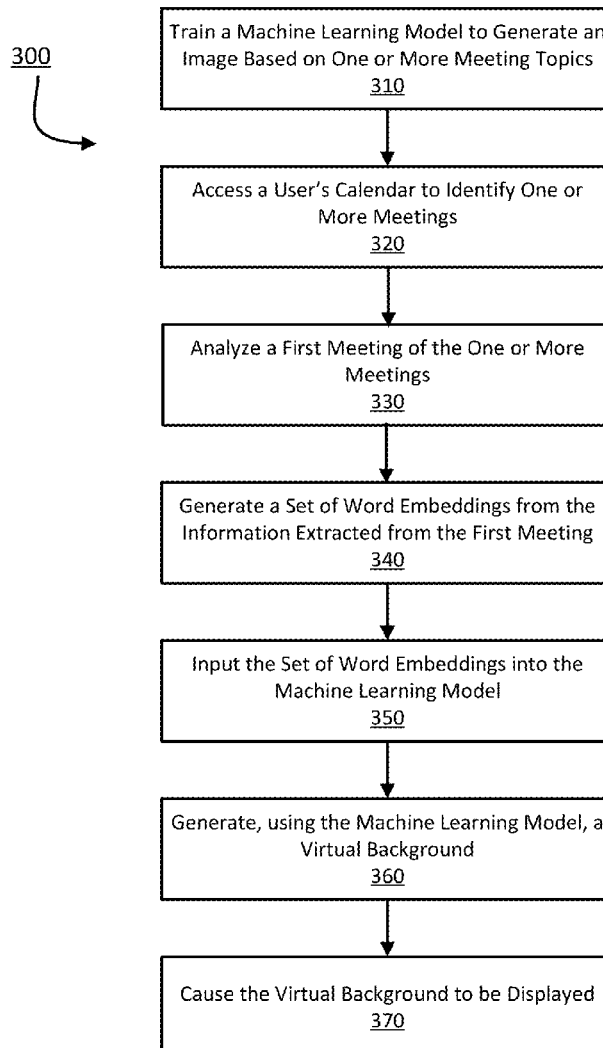 300
Train a Machine Learning Model to Generate an
Image Based on One or More Meeting Topics
310
Access a User's Calendar to Identify One or
More Meetings
320
Analyze a First Meeting of the One or More
Meetings
330
Generate a Set of Word Embeddings from the
Information Extracted from the First Meeting
340
Input the Set of Word Embeddings into the
Machine Learning Model
350
Generate, using the Machine Learning Model, a
Virtual Background
360
Cause the Virtual Background to be Displayed
370